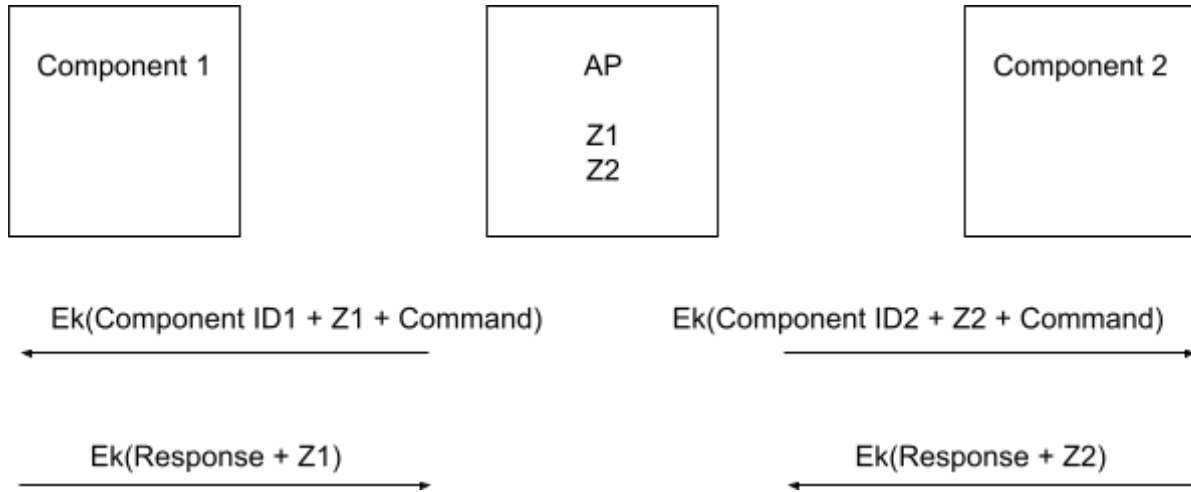 Component 1
AP
Z1
Z2
Component 2
Ek(Component ID1 + Z1 + Command)
Ek(Component ID2 + Z2 + Command)
Ek(Response + Z1)
Ek(Response + Z2)